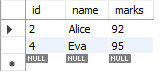 id name marks
2 Alice 92
4 Eva 95
NULL NULL NULL